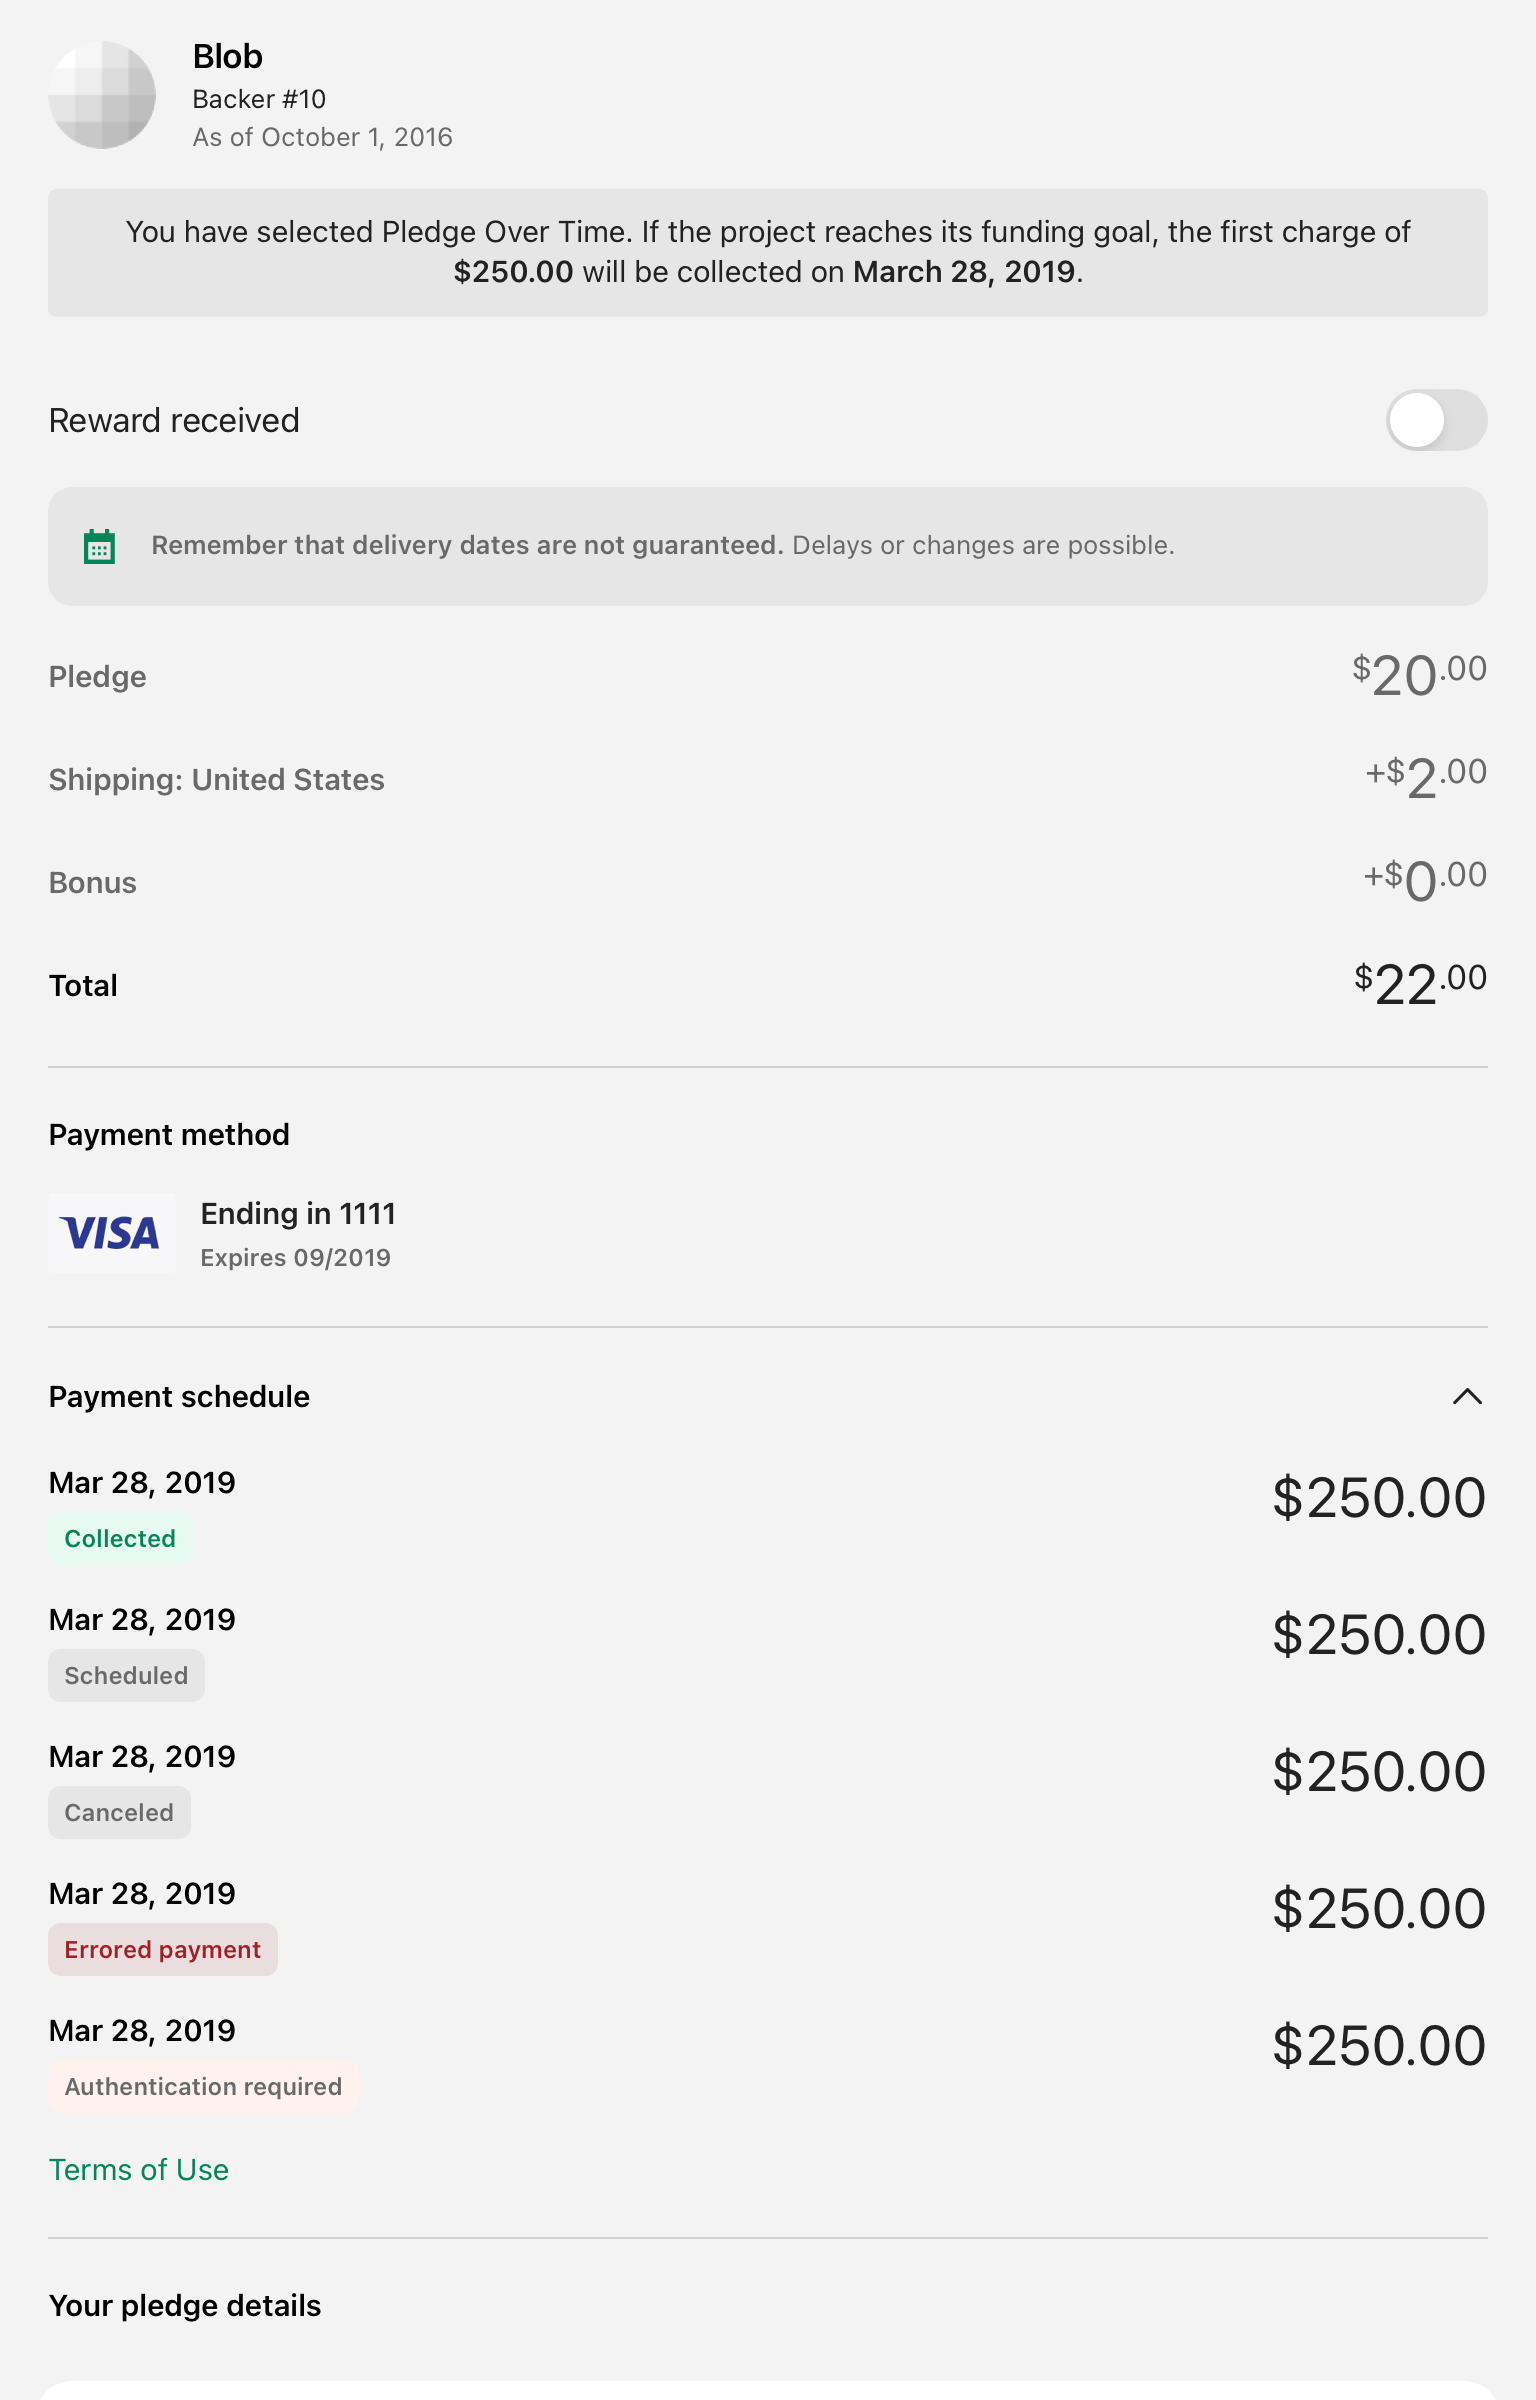 Blob
Backer #10
As of October 1, 2016
You have selected Pledge Over Time. If the project reaches its funding goal, the first charge of
$250.00 will be collected on March 28, 2019.
Reward received
Remember that delivery dates are not guaranteed. Delays or changes are possible.
Pledge $20.00
Shipping: United States +$2.00
Bonus +$0.00
Total $22.00
Payment method
VISA
Ending in 1111
Expires 09/2019
Payment schedule
Mar 28, 2019 $250.00
Collected
Mar 28, 2019 $250.00
Scheduled
Mar 28, 2019 $250.00
Canceled
Mar 28, 2019 $250.00
Errored payment
Mar 28, 2019 $250.00
Authentication required
Terms of Use
Your pledge details